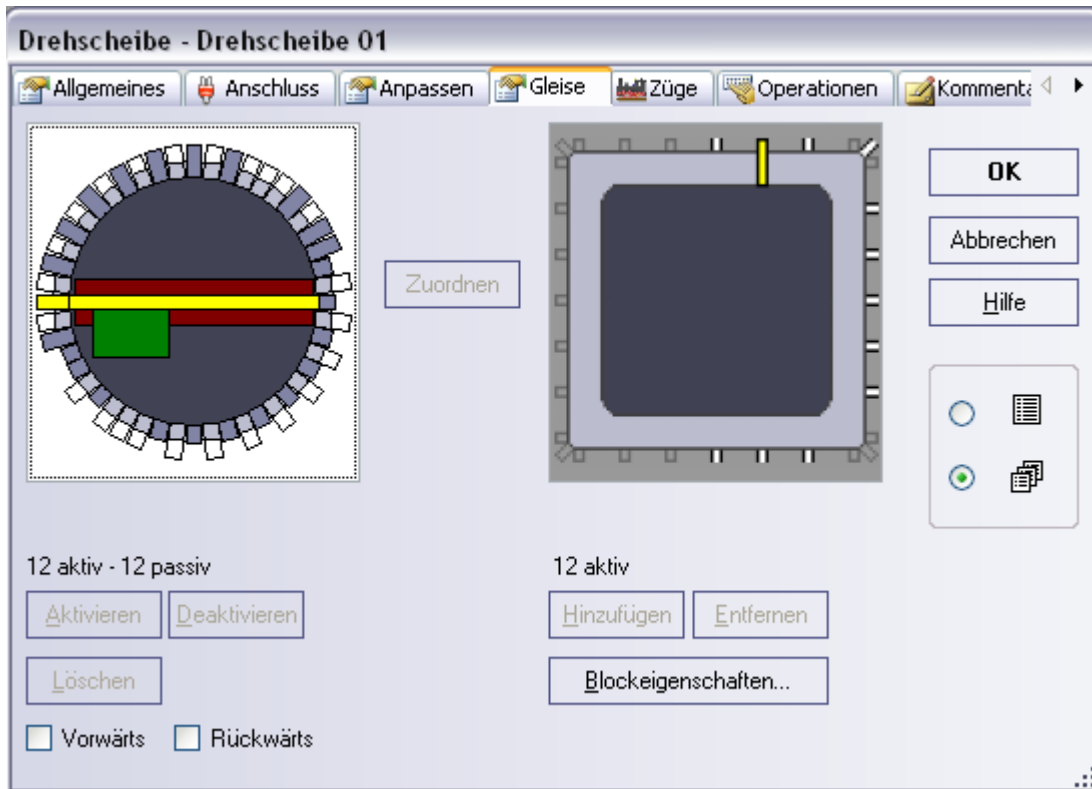 Drehscheibe - Drehscheibe 01
Allgemeines Anschluss Anpassen Gleise Züge Operationen Kommenta
Zuordnen
OK
Abbrechen
Hilfe
12 aktiv - 12 passiv
12 aktiv
Aktivieren Deaktivieren
Hinzufügen Entfernen
Löschen
Blockeigenschaften...
Vorwärts Rückwärts